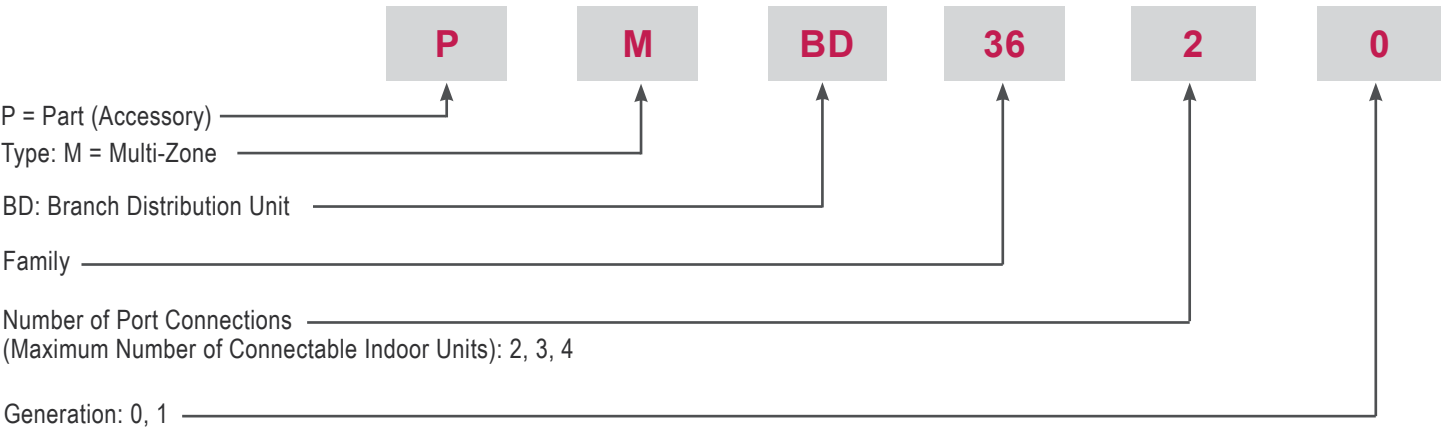 P M BD 36 2 0
P = Part (Accessory)
Type: M = Multi-Zone
BD: Branch Distribution Unit
Family
Number of Port Connections
(Maximum Number of Connectable Indoor Units): 2, 3, 4
Generation: 0, 1